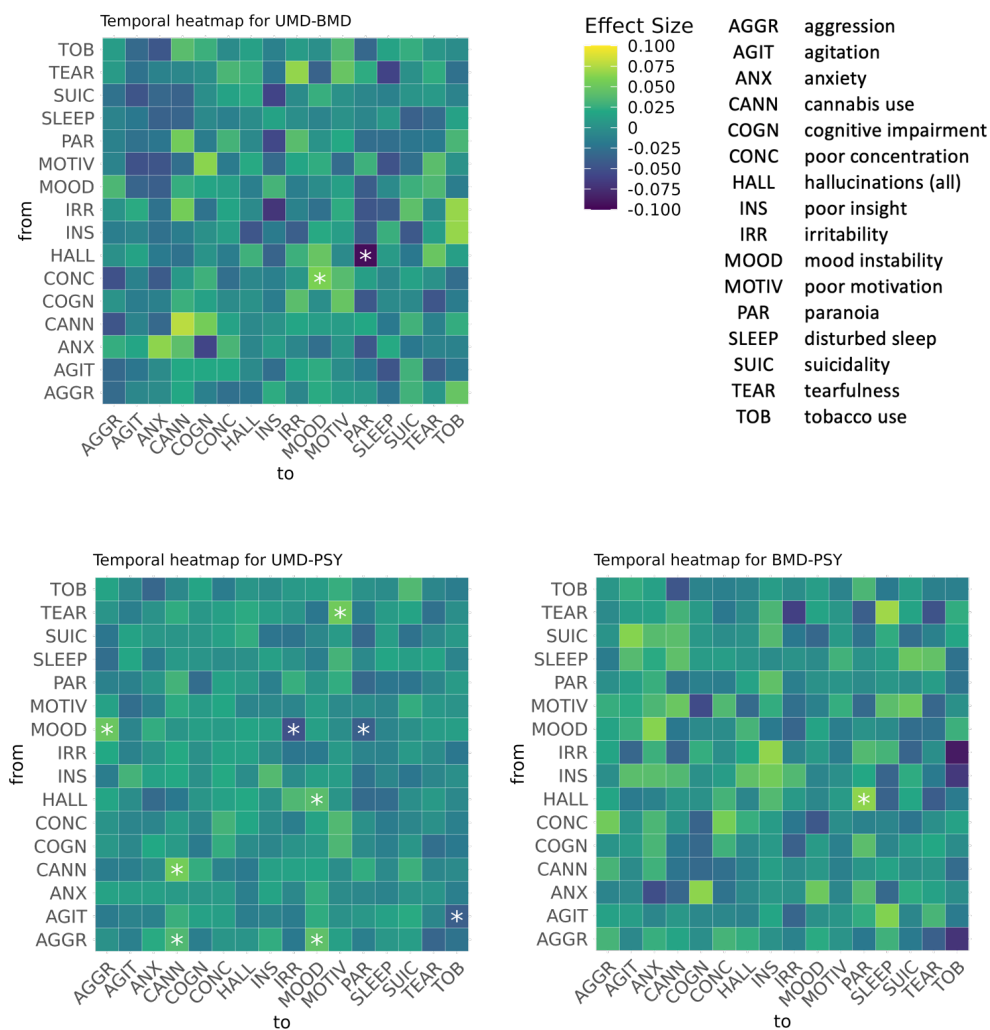 Temporal heatmap for UMD-BMD
from
TOB
TEAR
SUIC
SLEEP
PAR
MOTIV
MOOD
IRR
INS
HALL
CONC
COGN
CANN
ANX
AGIT
AGGR
*
*
AGGR AGIT ANX CANN COGN CONC HALL INS IRR MOOD MOTIV PAR SLEEP SUIC TEAR TOB
to
Effect Size
0.100
0.075
0.050
0.025
0
-0.025
-0.050
-0.075
-0.100
AGGR aggression
AGIT agitation
ANX anxiety
CANN cannabis use
COGN cognitive impairment
CONC poor concentration
HALL hallucinations (all)
INS poor insight
IRR irritability
MOOD mood instability
MOTIV poor motivation
PAR paranoia
SLEEP disturbed sleep
SUIC suicidality
TEAR tearfulness
TOB tobacco use
Temporal heatmap for UMD-PSY
from
TOB
TEAR
SUIC
SLEEP
PAR
MOTIV
MOOD
IRR
INS
HALL
CONC
COGN
CANN
ANX
AGIT
AGGR
*
* * *
*
*
*
* *
AGGR AGIT ANX CANN COGN CONC HALL INS IRR MOOD MOTIV PAR SLEEP SUIC TEAR TOB
to
Temporal heatmap for BMD-PSY
from
TOB
TEAR
SUIC
SLEEP
PAR
MOTIV
MOOD
IRR
INS
HALL
CONC
COGN
CANN
ANX
AGIT
AGGR
*
AGGR AGIT ANX CANN COGN CONC HALL INS IRR MOOD MOTIV PAR SLEEP SUIC TEAR TOB
to